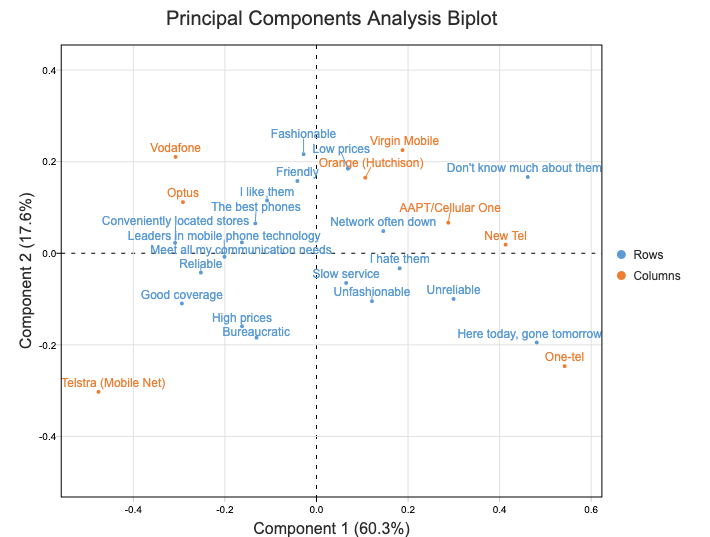 Principal Components Analysis Biplot
Component 2 (17.6%)
0.4
0.2
0.0
-0.2
-0.4
Fashionable
Virgin Mobile
Vodafone
Low prices
Orange (Hutchison)
Don't know much about them
Friendly
Optus
I like them
The best phones
AAPT/Cellular One
Conveniently located stores
Network often down
Leaders in mobile phone technology
New Tel
Meet all my communication needs
Reliable
I hate them
Slow service
Good coverage
Unfashionable
Unreliable
High prices
Bureaucratic
Here today, gone tomorrow
One-tel
Telstra (Mobile Net)
Rows
Columns
-0.4
-0.2
0.0
0.2
0.4
0.6
Component 1 (60.3%)